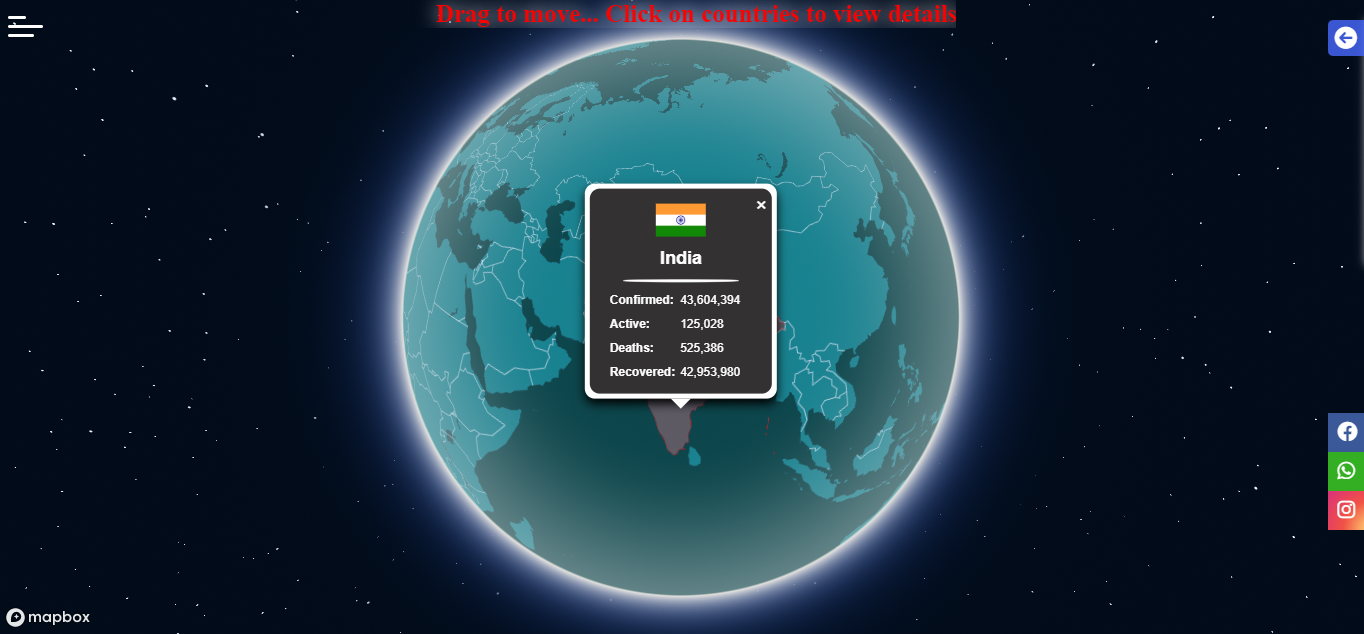 Drag to move... Click on countries to view details
India
Confirmed: 43,604,394
Active: 125,028
Deaths: 525,386
Recovered: 42,953,980
mapbox